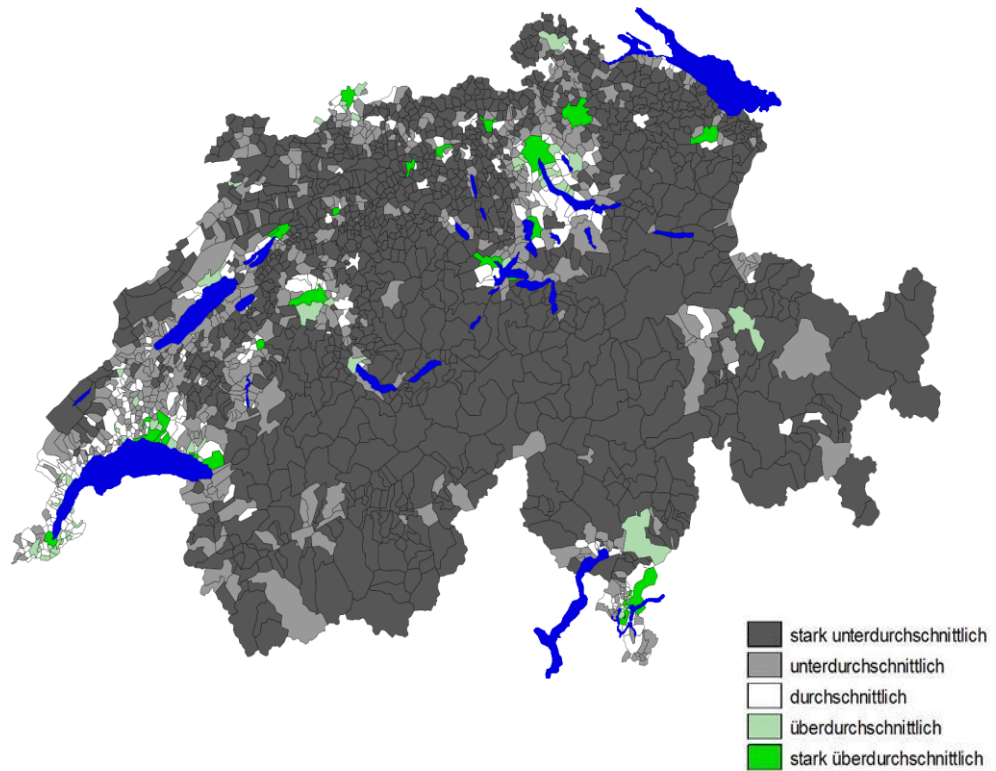 stark unterdurchschnittlich
unterdurchschnittlich
durchschnittlich
überdurchschnittlich
stark überdurchschnittlich